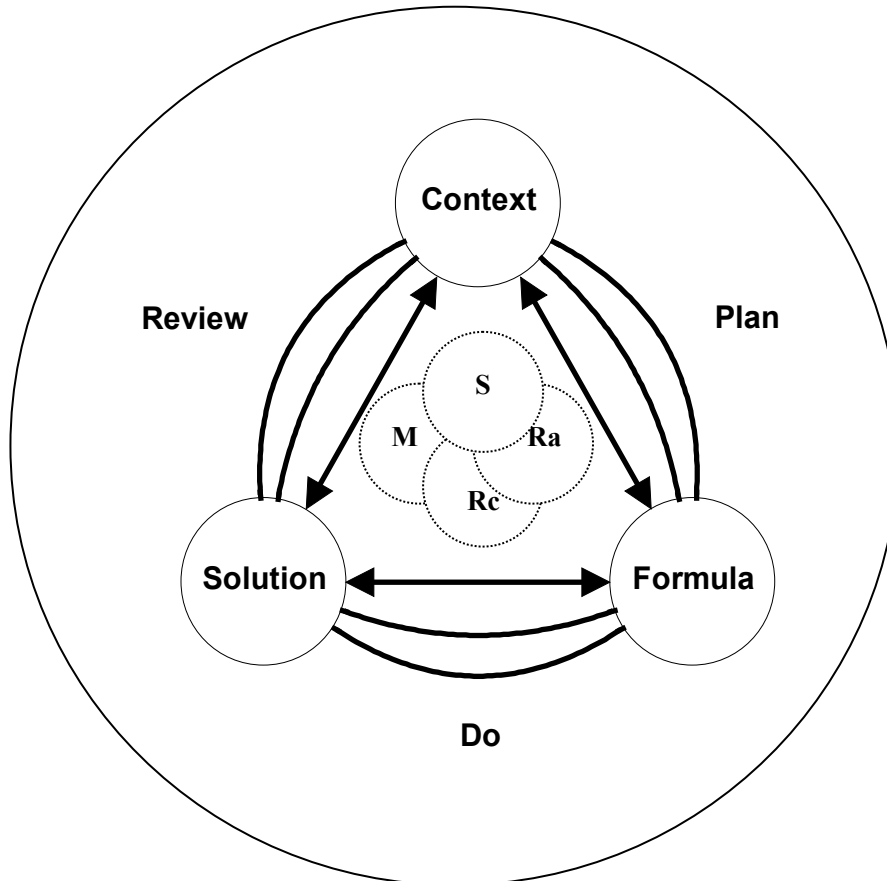 Context
Review
Plan
S
M
Ra
Rc
Solution
Formula
Do